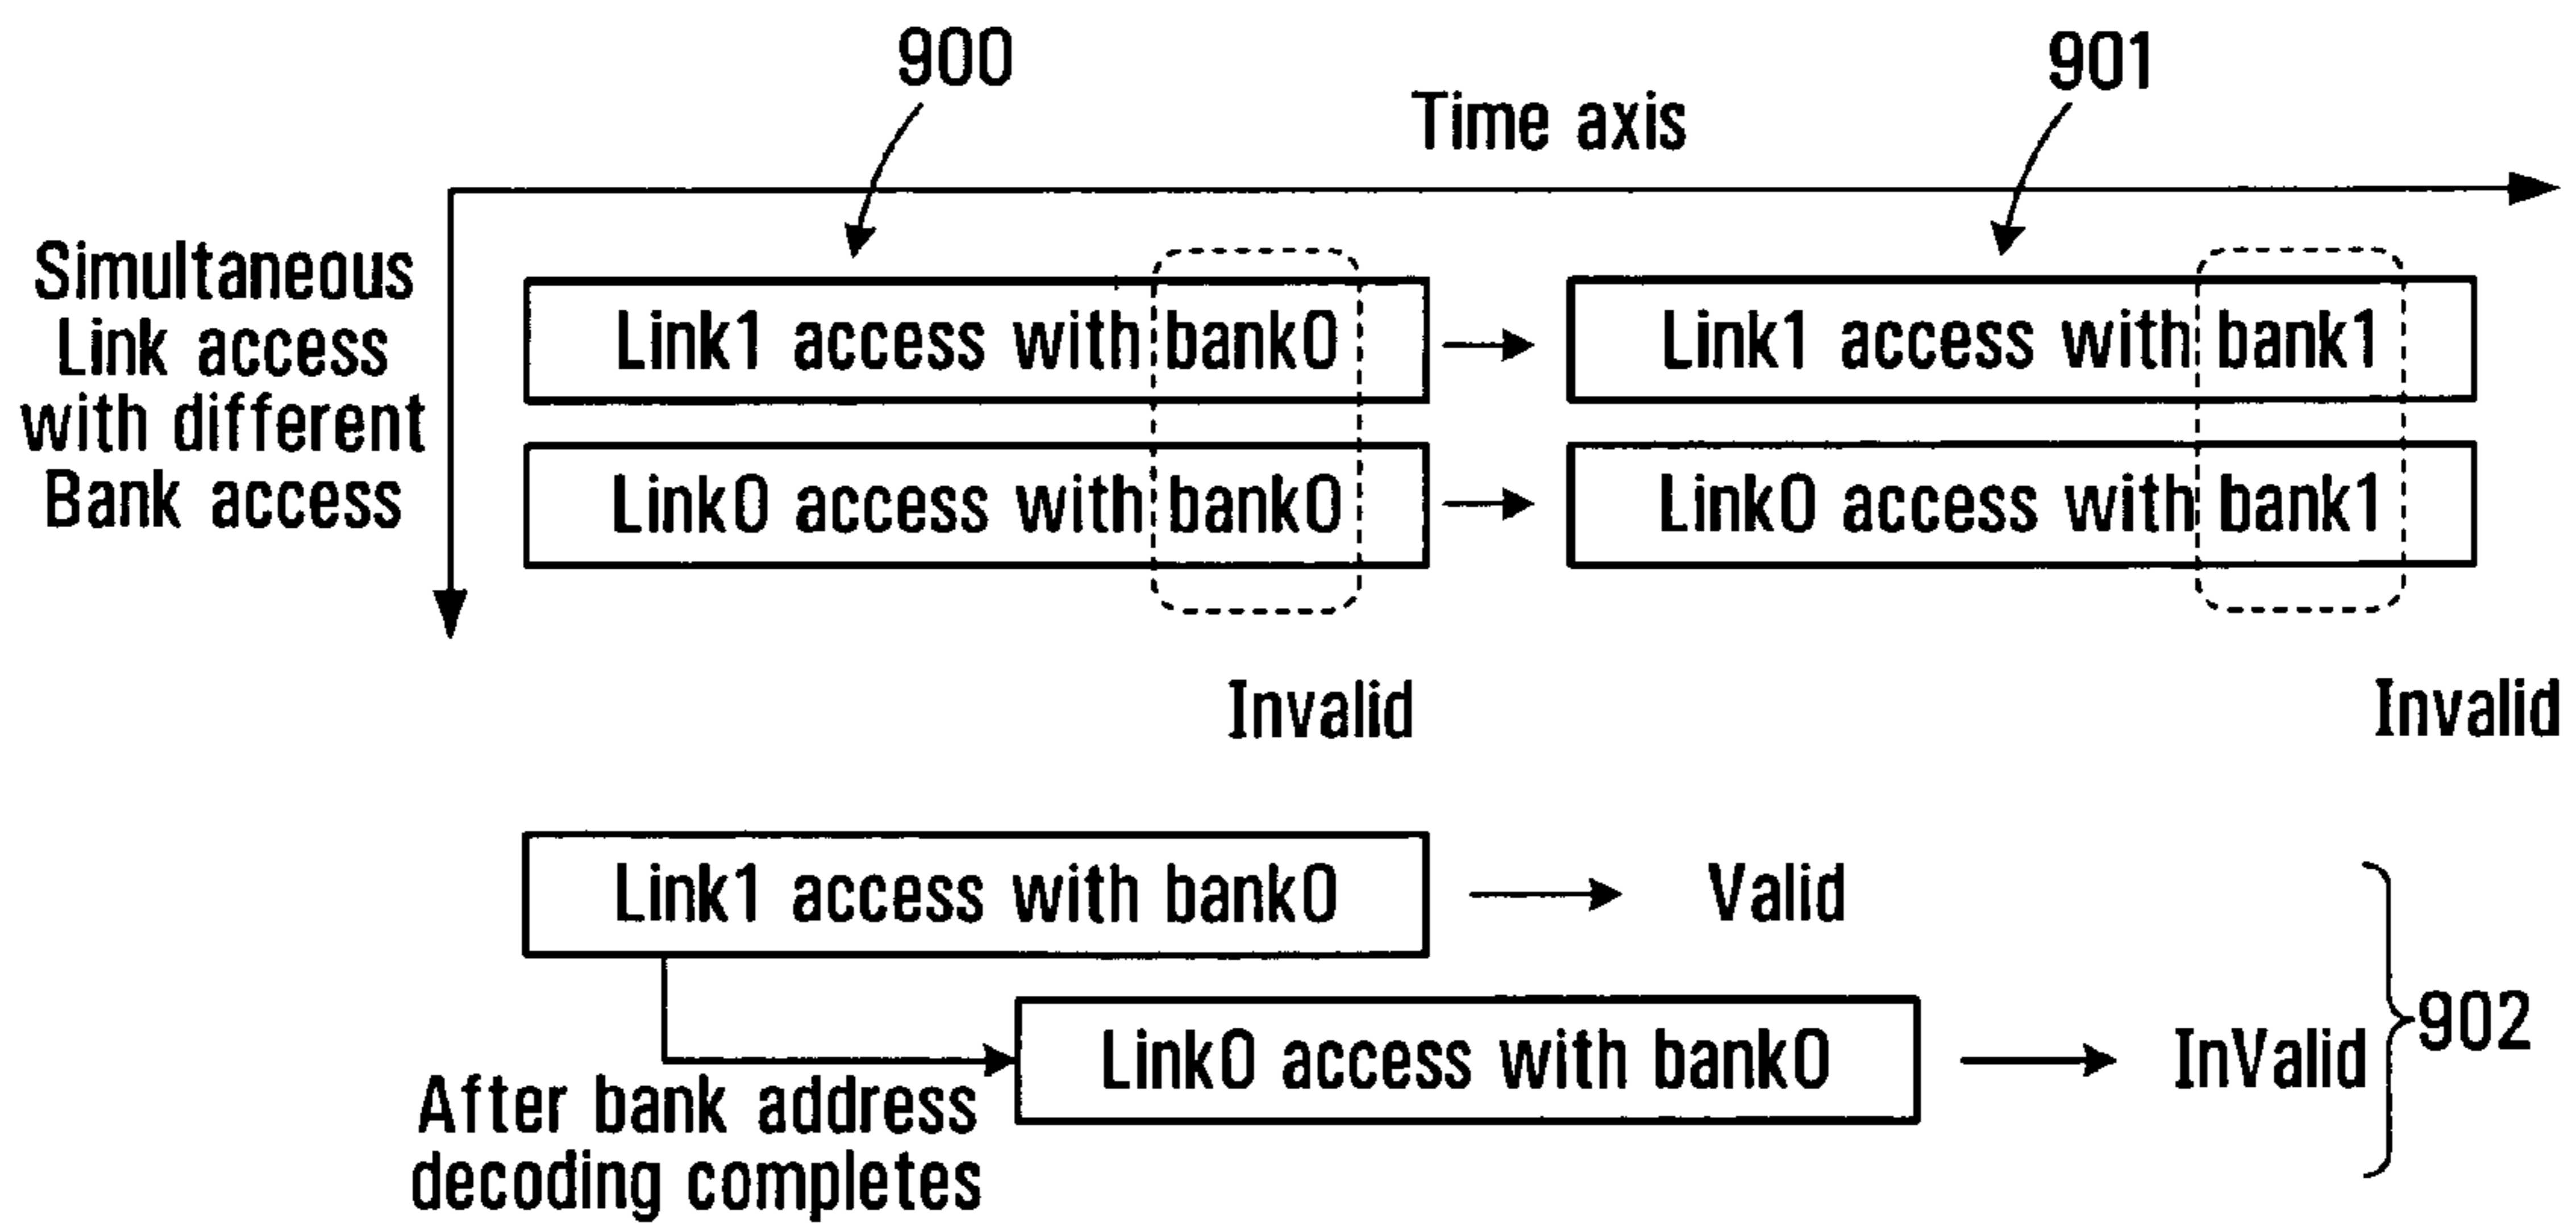 900
901
Time axis
Simultaneous
Link access
with different
Bank access
Link1 access with bank0
Link1 access with bank1
Link0 access with bank0
Link0 access with bank1
Invalid
Invalid
Link1 access with bank0
Valid
Link0 access with bank0
InValid
902
After bank address
decoding completes